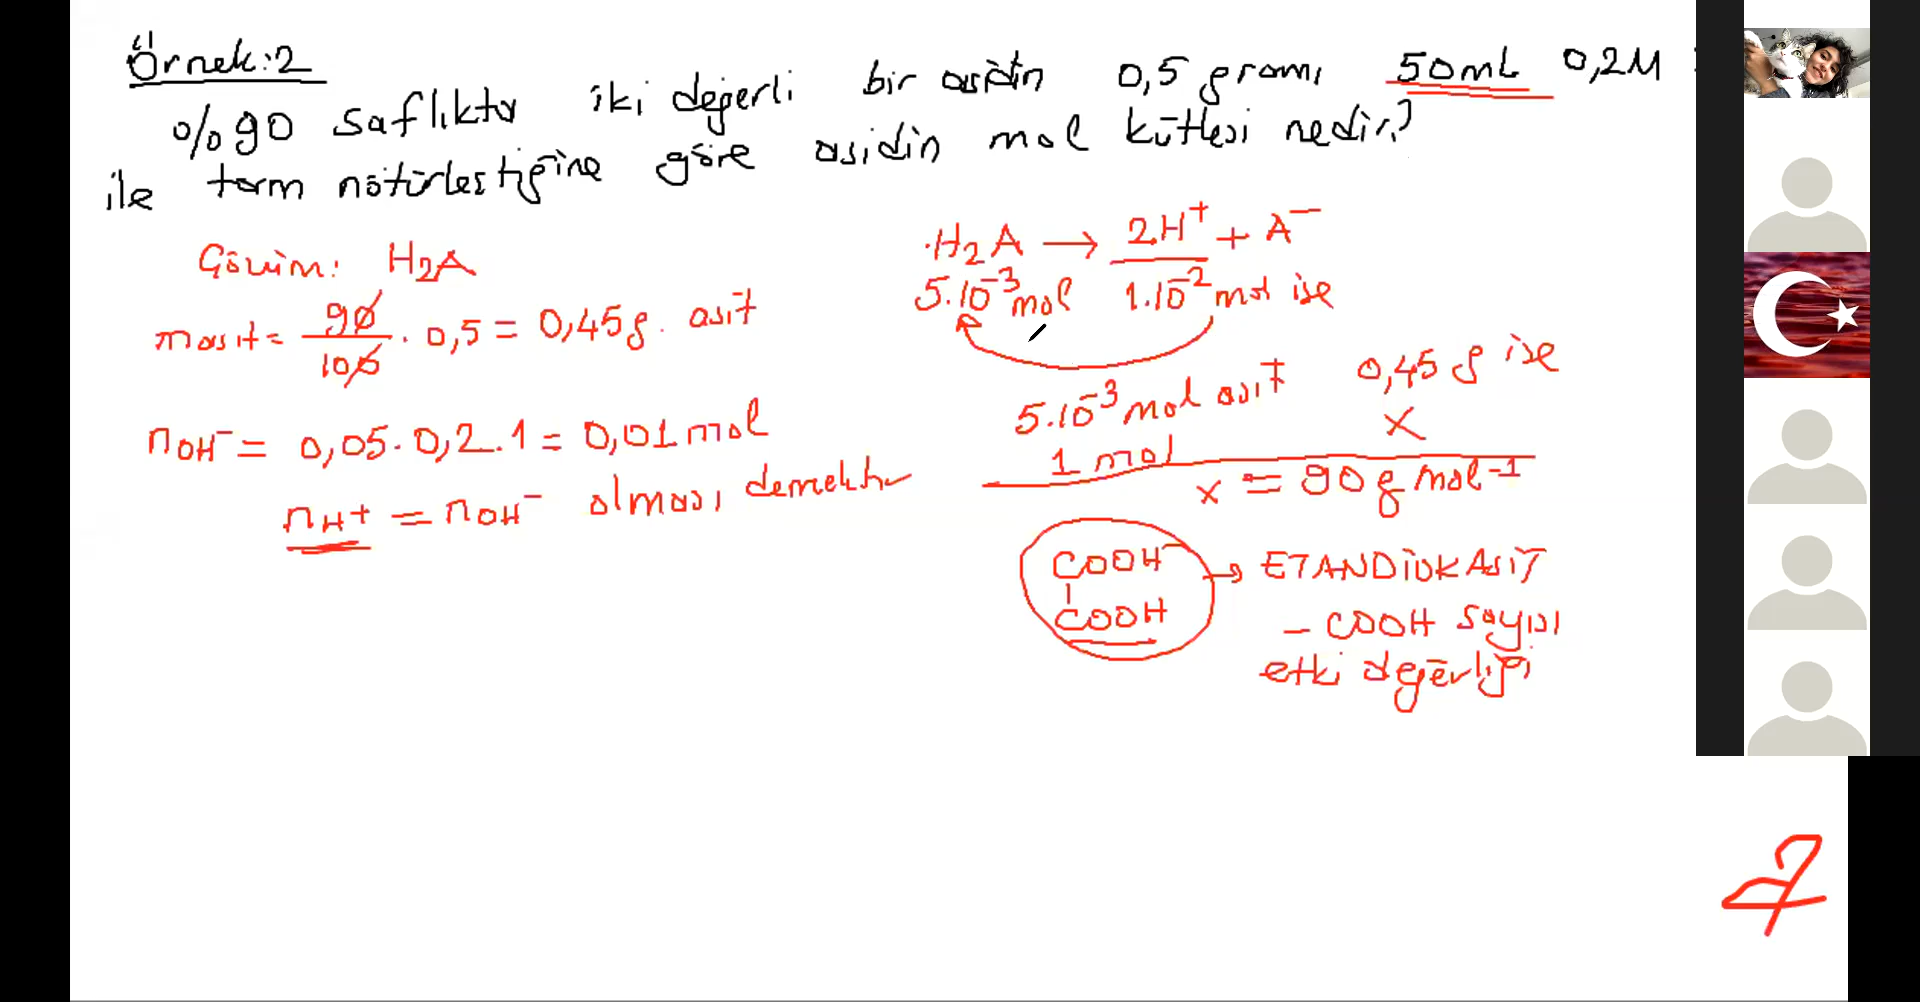 Örnek:2
%90 saflıkta iki değerli bir asidin 0,5 gramı 50mL 0,2M
ile tam nötürleştiğine göre asidin mol kütlesi nedir?
Çözüm: H2A
masit = 90/100 . 0,5 = 0,45g. asit
nOH- = 0,05.0,2.1 = 0,01 mol
nH+ = nOH- olması demektir
H2A → 2H+ + A-
5.10-3 mol 1.10-2 mol ise
5.10-3 mol asit 0,45 g ise
1 mol X
x = 90 g mol-1
COOH → ETANDİOKASİT
COOH
- COOH sayısı
etki değerliği
2